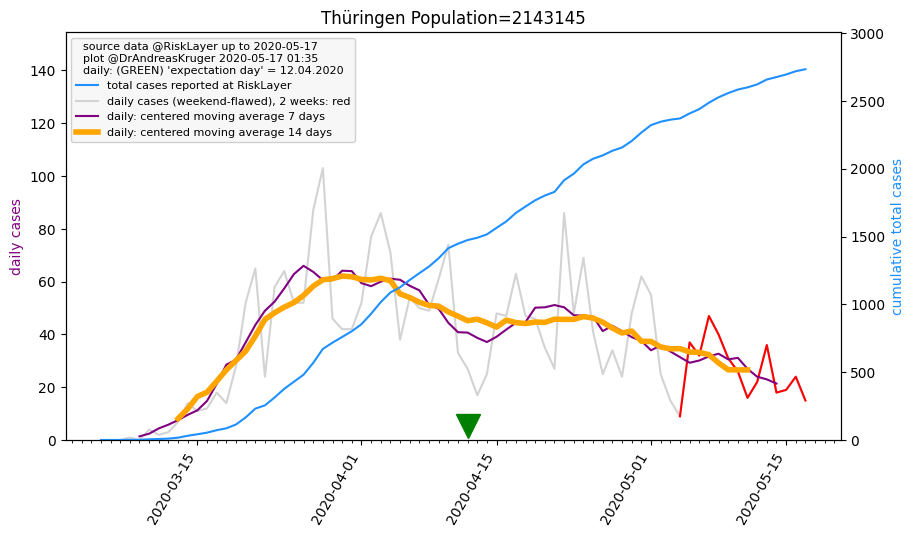 Thüringen Population=2143145
source data @RiskLayer up to 2020-05-17
plot @DrAndreasKruger 2020-05-17 01:35
daily: (GREEN) 'expectation day' = 12.04.2020
total cases reported at RiskLayer
daily cases (weekend-flawed), 2 weeks: red
daily: centered moving average 7 days
daily: centered moving average 14 days
daily cases
140
120
100
80
60
40
20
0
cumulative total cases
3000
2500
2000
1500
1000
500
0
2020-03-15
2020-04-01
2020-04-15
2020-05-01
2020-05-15